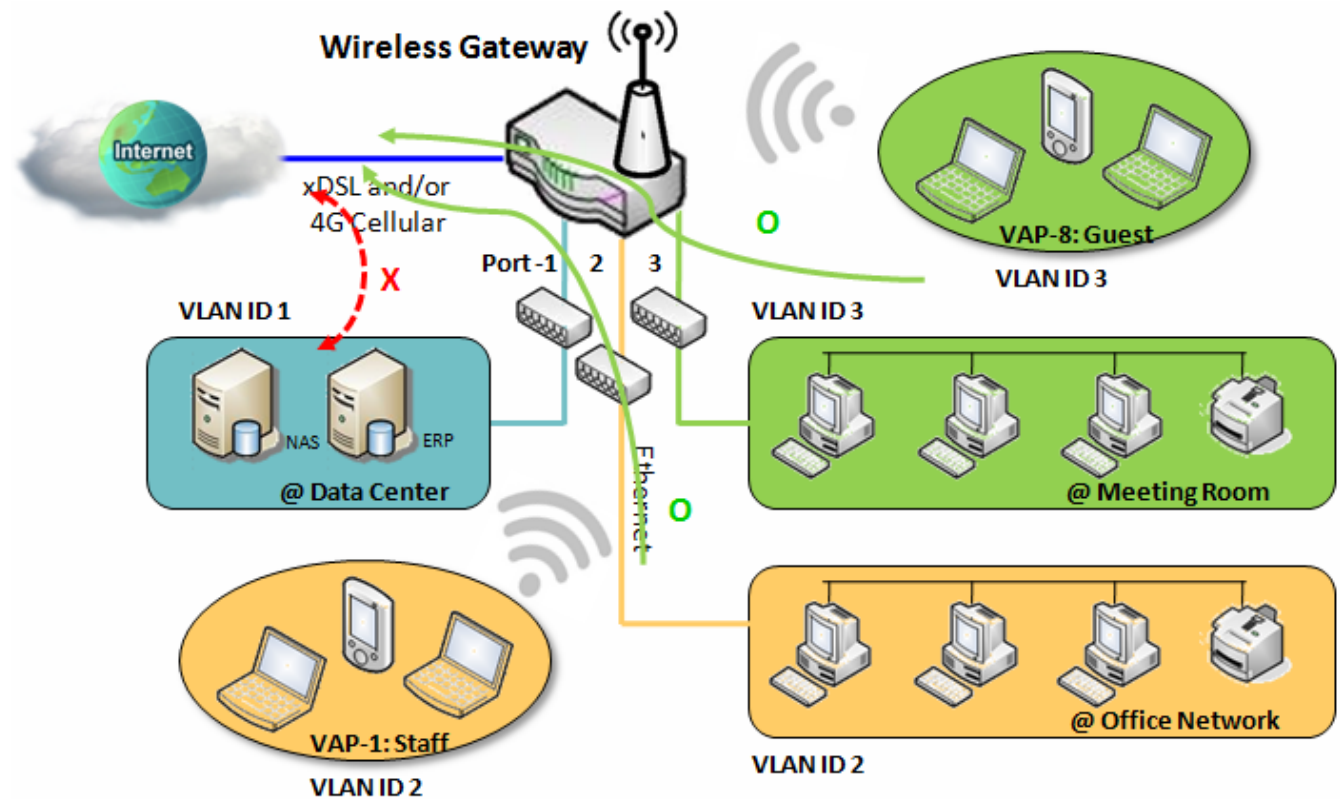 Wireless Gateway
Internet
xDSL and/or
4G Cellular
O
X
Port -1
2
3
VAP-8: Guest
VLAN ID 3
VLAN ID 1
VLAN ID 3
NAS
ERP
@ Data Center
Ethernet
O
@ Meeting Room
VAP-1: Staff
VLAN ID 2
@ Office Network
VLAN ID 2